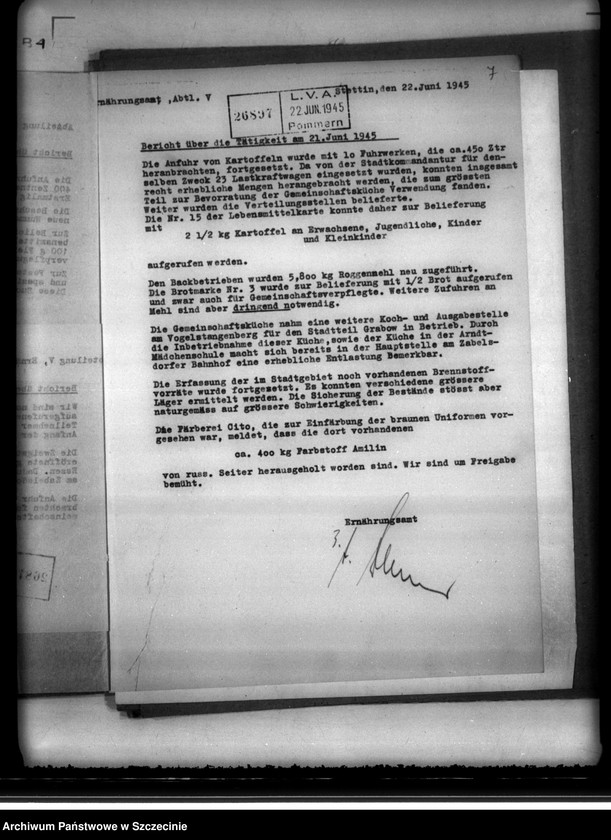 84
7
Ernährungsamt, Abtl. V
Stettin, den 22. Juni 1945
26897
L.V.A.
22. JUN. 1945
Pommern
Bericht über die Tätigkeit am 21. Juni 1945
Die Anfuhr von Kartoffeln wurde mit 10 Fuhrwerken, die ca. 450 Ztr
heranbrachten, fortgesetzt. Da von der Stadtkommandantur für den-
selben Zweck 23 Lastkraftwagen eingesetzt wurden, konnten insgesamt
recht erhebliche Mengen herangebracht werden, die zum grössten
Teil zur Bevorratung der Gemeinschaftsküche Verwendung fanden.
Weiter wurden die Verteilungsstellen belieferte.
Die Nr. 15 der Lebensmittelkarte konnte daher zur Belieferung
mit
2 1/2 kg Kartoffel an Erwachsene, Jugendliche, Kinder
und Kleinkinder
aufgerufen werden.
Den Backbetrieben wurden 5,800 kg Roggenmehl neu zugeführt.
Die Brotmarke Nr. 3 wurde zur Belieferung mit 1/2 Brot aufgerufen
und zwar auch für Gemeinschaftsverpflegte. Weitere Zufuhren an
Mehl sind aber dringend notwendig.
Die Gemeinschaftsküche nahm eine weitere Koch- und Ausgabestelle
am Vogelstangenberg für den Stadtteil Grabow in Betrieb. Durch
die Inbetriebnahme dieser Küche, sowie der Küche in der Arndt-
Mädchenschule macht sich bereits in der Hauptstelle am Zabels-
dorfer Bahnhof eine erhebliche Entlastung Bemerkbar.
Die Erfassung der im Stadtgebiet noch vorhandenen Brennstoff-
vorräte wurde fortgesetzt. Es konnten verschiedene grössere
Läger ermittelt werden. Die Sicherung der Bestände stösst aber
naturgemäss auf grössere Schwierigkeiten.
Die Färberei Oito, die zur Einfärbung der braunen Uniformen vor-
gesehen war, meldet, dass die dort vorhandenen
ca. 400 kg Farbstoff Amilin
von russ. Seiter herausgeholt worden sind. Wir sind um Freigabe
bemüht.
Ernährungsamt
Archiwum Państwowe w Szczecinie